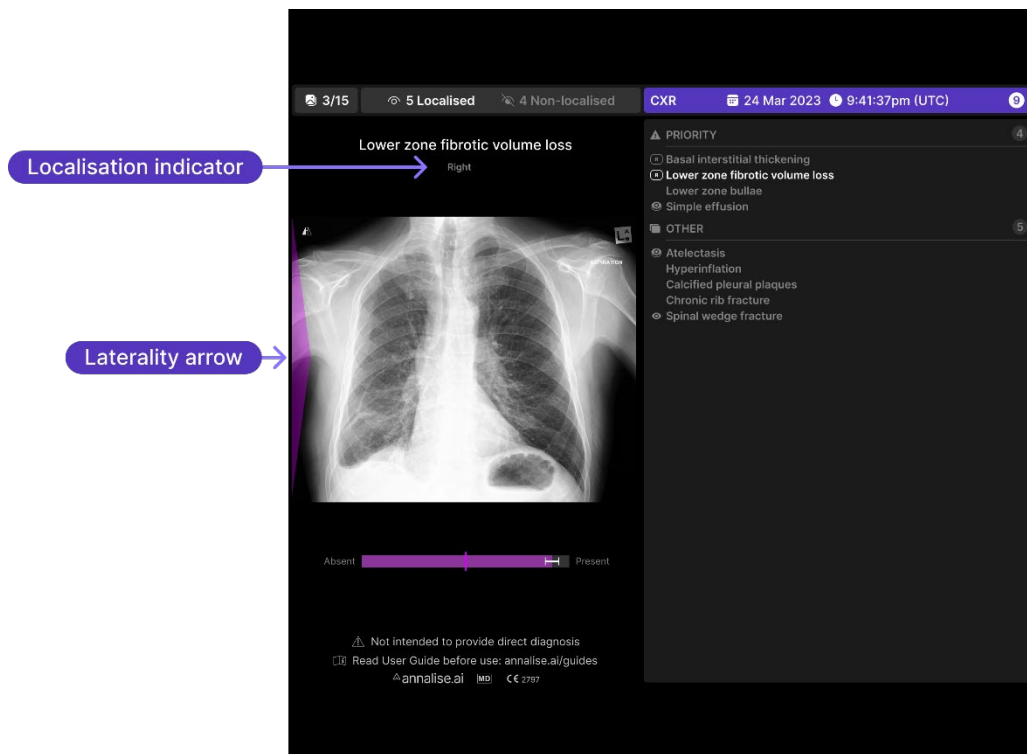 3/15
5 Localised
4 Non-localised
CXR
24 Mar 2023
9:41:37pm (UTC)
9
Lower zone fibrotic volume loss
Localisation indicator
Right
PRIORITY
4
R Basal interstitial thickening
R Lower zone fibrotic volume loss
Lower zone bullae
Simple effusion
OTHER
5
Atelectasis
Hyperinflation
Calcified pleural plaques
Chronic rib fracture
Spinal wedge fracture
Laterality arrow
Absent
Present
Not intended to provide direct diagnosis
Read User Guide before use: annalise.ai/guides
annalise.ai MD CE 2797